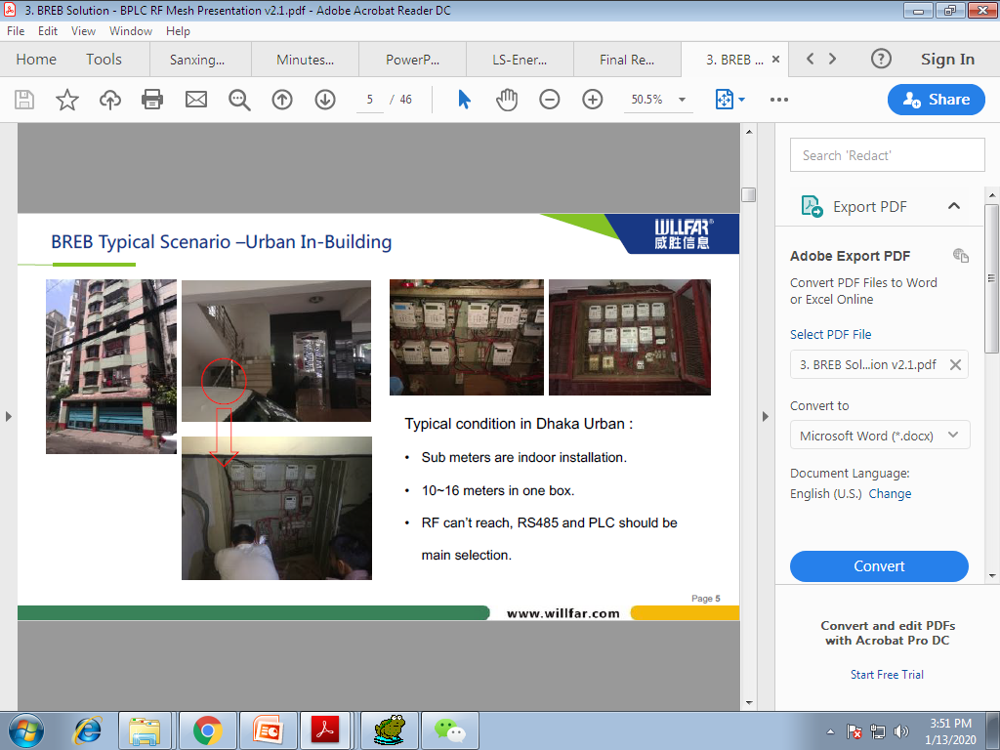 3. BREB Solution - BPLC RF Mesh Presentation v2.1.pdf - Adobe Acrobat Reader DC
File Edit View Window Help
Home Tools Sanxing... Minutes... PowerP... LS-Ener... Final Re... 3. BREB ... Sign In
5 / 46 50.5% Share
BREB Typical Scenario –Urban In-Building
WILLFAR®
威胜信息
Typical condition in Dhaka Urban :
• Sub meters are indoor installation.
• 10~16 meters in one box.
• RF can't reach, RS485 and PLC should be
main selection.
Page 5
www.willfar.com
Search 'Redact'
Export PDF
Adobe Export PDF
Convert PDF Files to Word
or Excel Online
Select PDF File
3. BREB Sol...ion v2.1.pdf
Convert to
Microsoft Word (*.docx)
Document Language:
English (U.S.) Change
Convert
Convert and edit PDFs
with Acrobat Pro DC
Start Free Trial
3:51 PM
1/13/2020